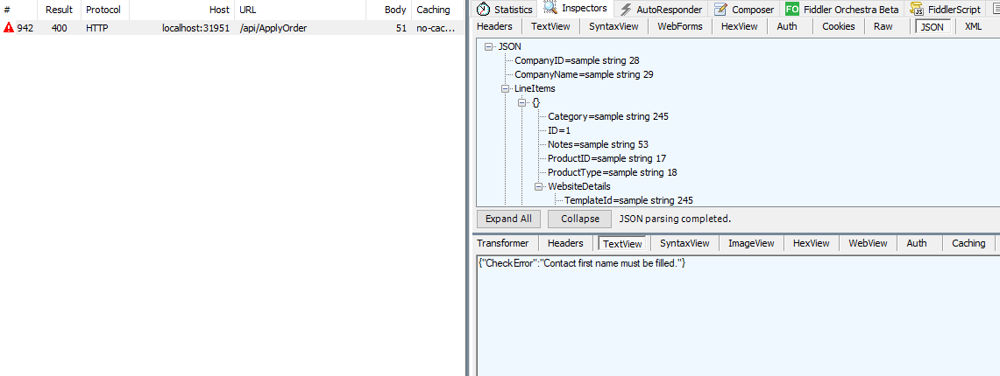 # Result Protocol Host URL Body Caching
942 400 HTTP localhost:31951 /api/ApplyOrder 51 no-cac...
Statistics Inspectors AutoResponder Composer FO Fiddler Orchestra Beta JS FiddlerScript
Headers TextView SyntaxView WebForms HexView Auth Cookies Raw JSON XML
JSON
CompanyID=sample string 28
CompanyName=sample string 29
LineItems
{}
Category=sample string 245
ID=1
Notes=sample string 53
ProductID=sample string 17
ProductType=sample string 18
WebsiteDetails
TemplateId=sample string 245
Expand All Collapse JSON parsing completed.
Transformer Headers TextView SyntaxView ImageView HexView WebView Auth Caching
{"CheckError":"Contact first name must be filled."}